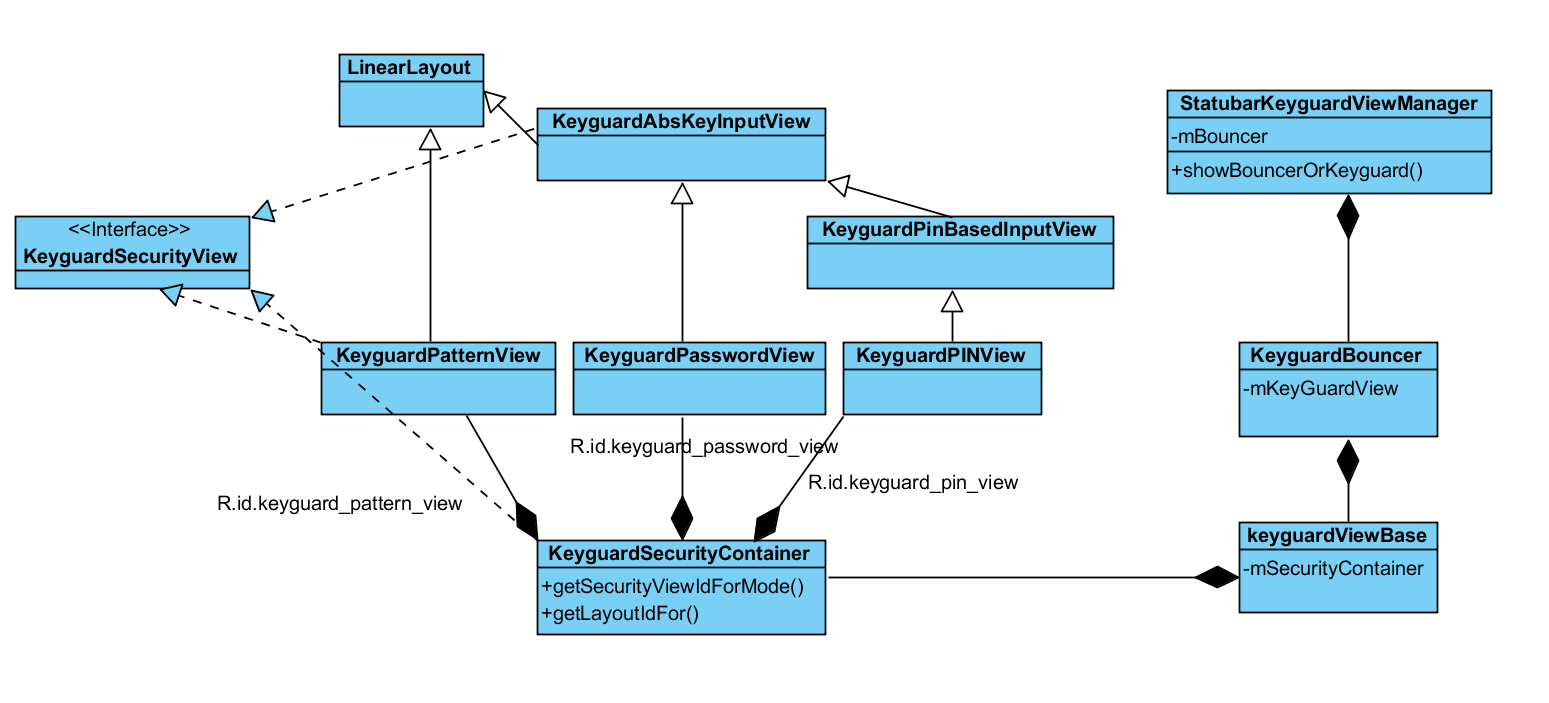 LinearLayout
KeyguardAbsKeyInputView
StatubarKeyguardViewManager
-mBouncer
+showBouncerOrKeyguard()
<<Interface>>
KeyguardSecurityView
KeyguardPinBasedInputView
KeyguardPatternView
KeyguardPasswordView
KeyguardPINView
KeyguardBouncer
-mKeyGuardView
R.id.keyguard_password_view
R.id.keyguard_pin_view
R.id.keyguard_pattern_view
KeyguardSecurityContainer
+getSecurityViewIdForMode()
+getLayoutIdFor()
keyguardViewBase
-mSecurityContainer